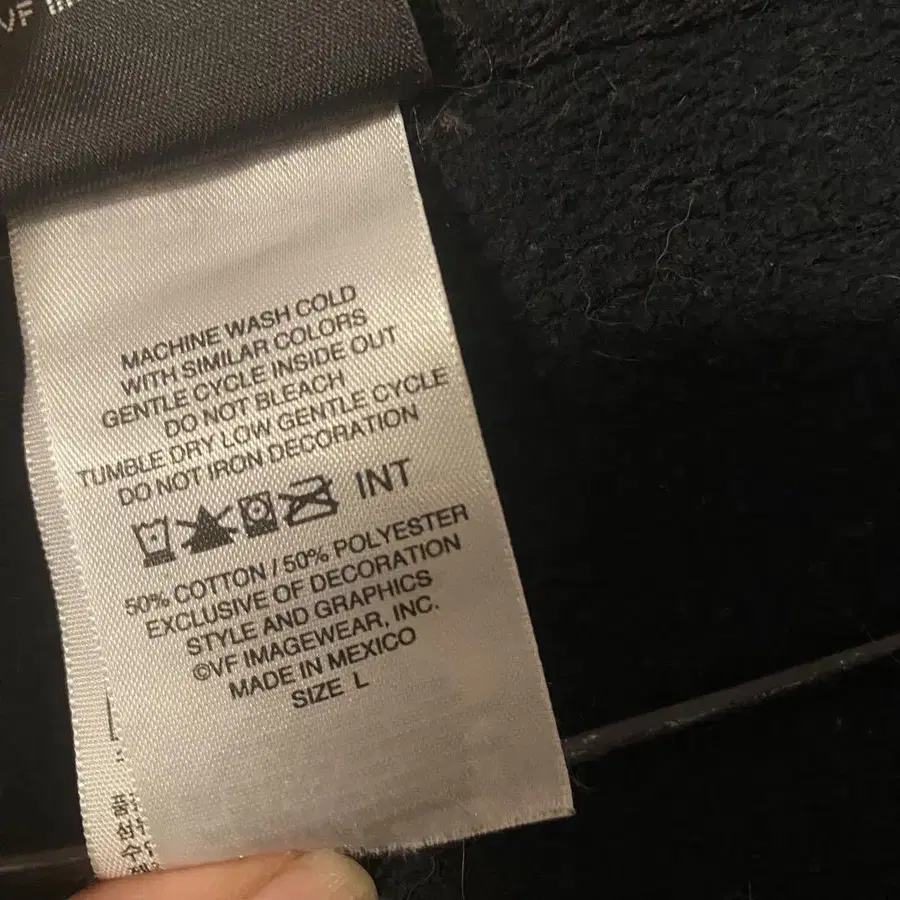 VF
MACHINE WASH COLD
WITH SIMILAR COLORS
GENTLE CYCLE INSIDE OUT
DO NOT BLEACH
TUMBLE DRY LOW GENTLE CYCLE
DO NOT IRON DECORATION
INT
50% COTTON / 50% POLYESTER
EXCLUSIVE OF DECORATION
STYLE AND GRAPHICS
©VF IMAGEWEAR, INC.
MADE IN MEXICO
SIZE L